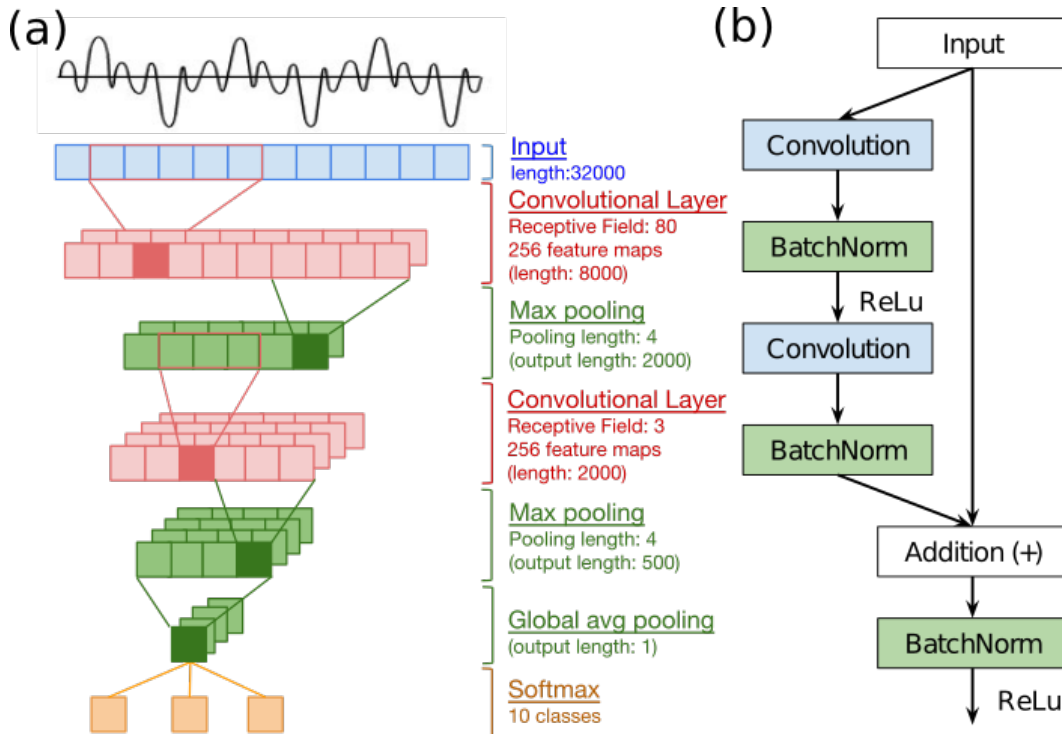 (a)
Input
length:32000
Convolutional Layer
Receptive Field: 80
256 feature maps
(length: 8000)
Max pooling
Pooling length: 4
(output length: 2000)
Convolutional Layer
Receptive Field: 3
256 feature maps
(length: 2000)
Max pooling
Pooling length: 4
(output length: 500)
Global avg pooling
(output length: 1)
Softmax
10 classes
(b)
Input
Convolution
BatchNorm
ReLu
Convolution
BatchNorm
Addition (+)
BatchNorm
ReLu